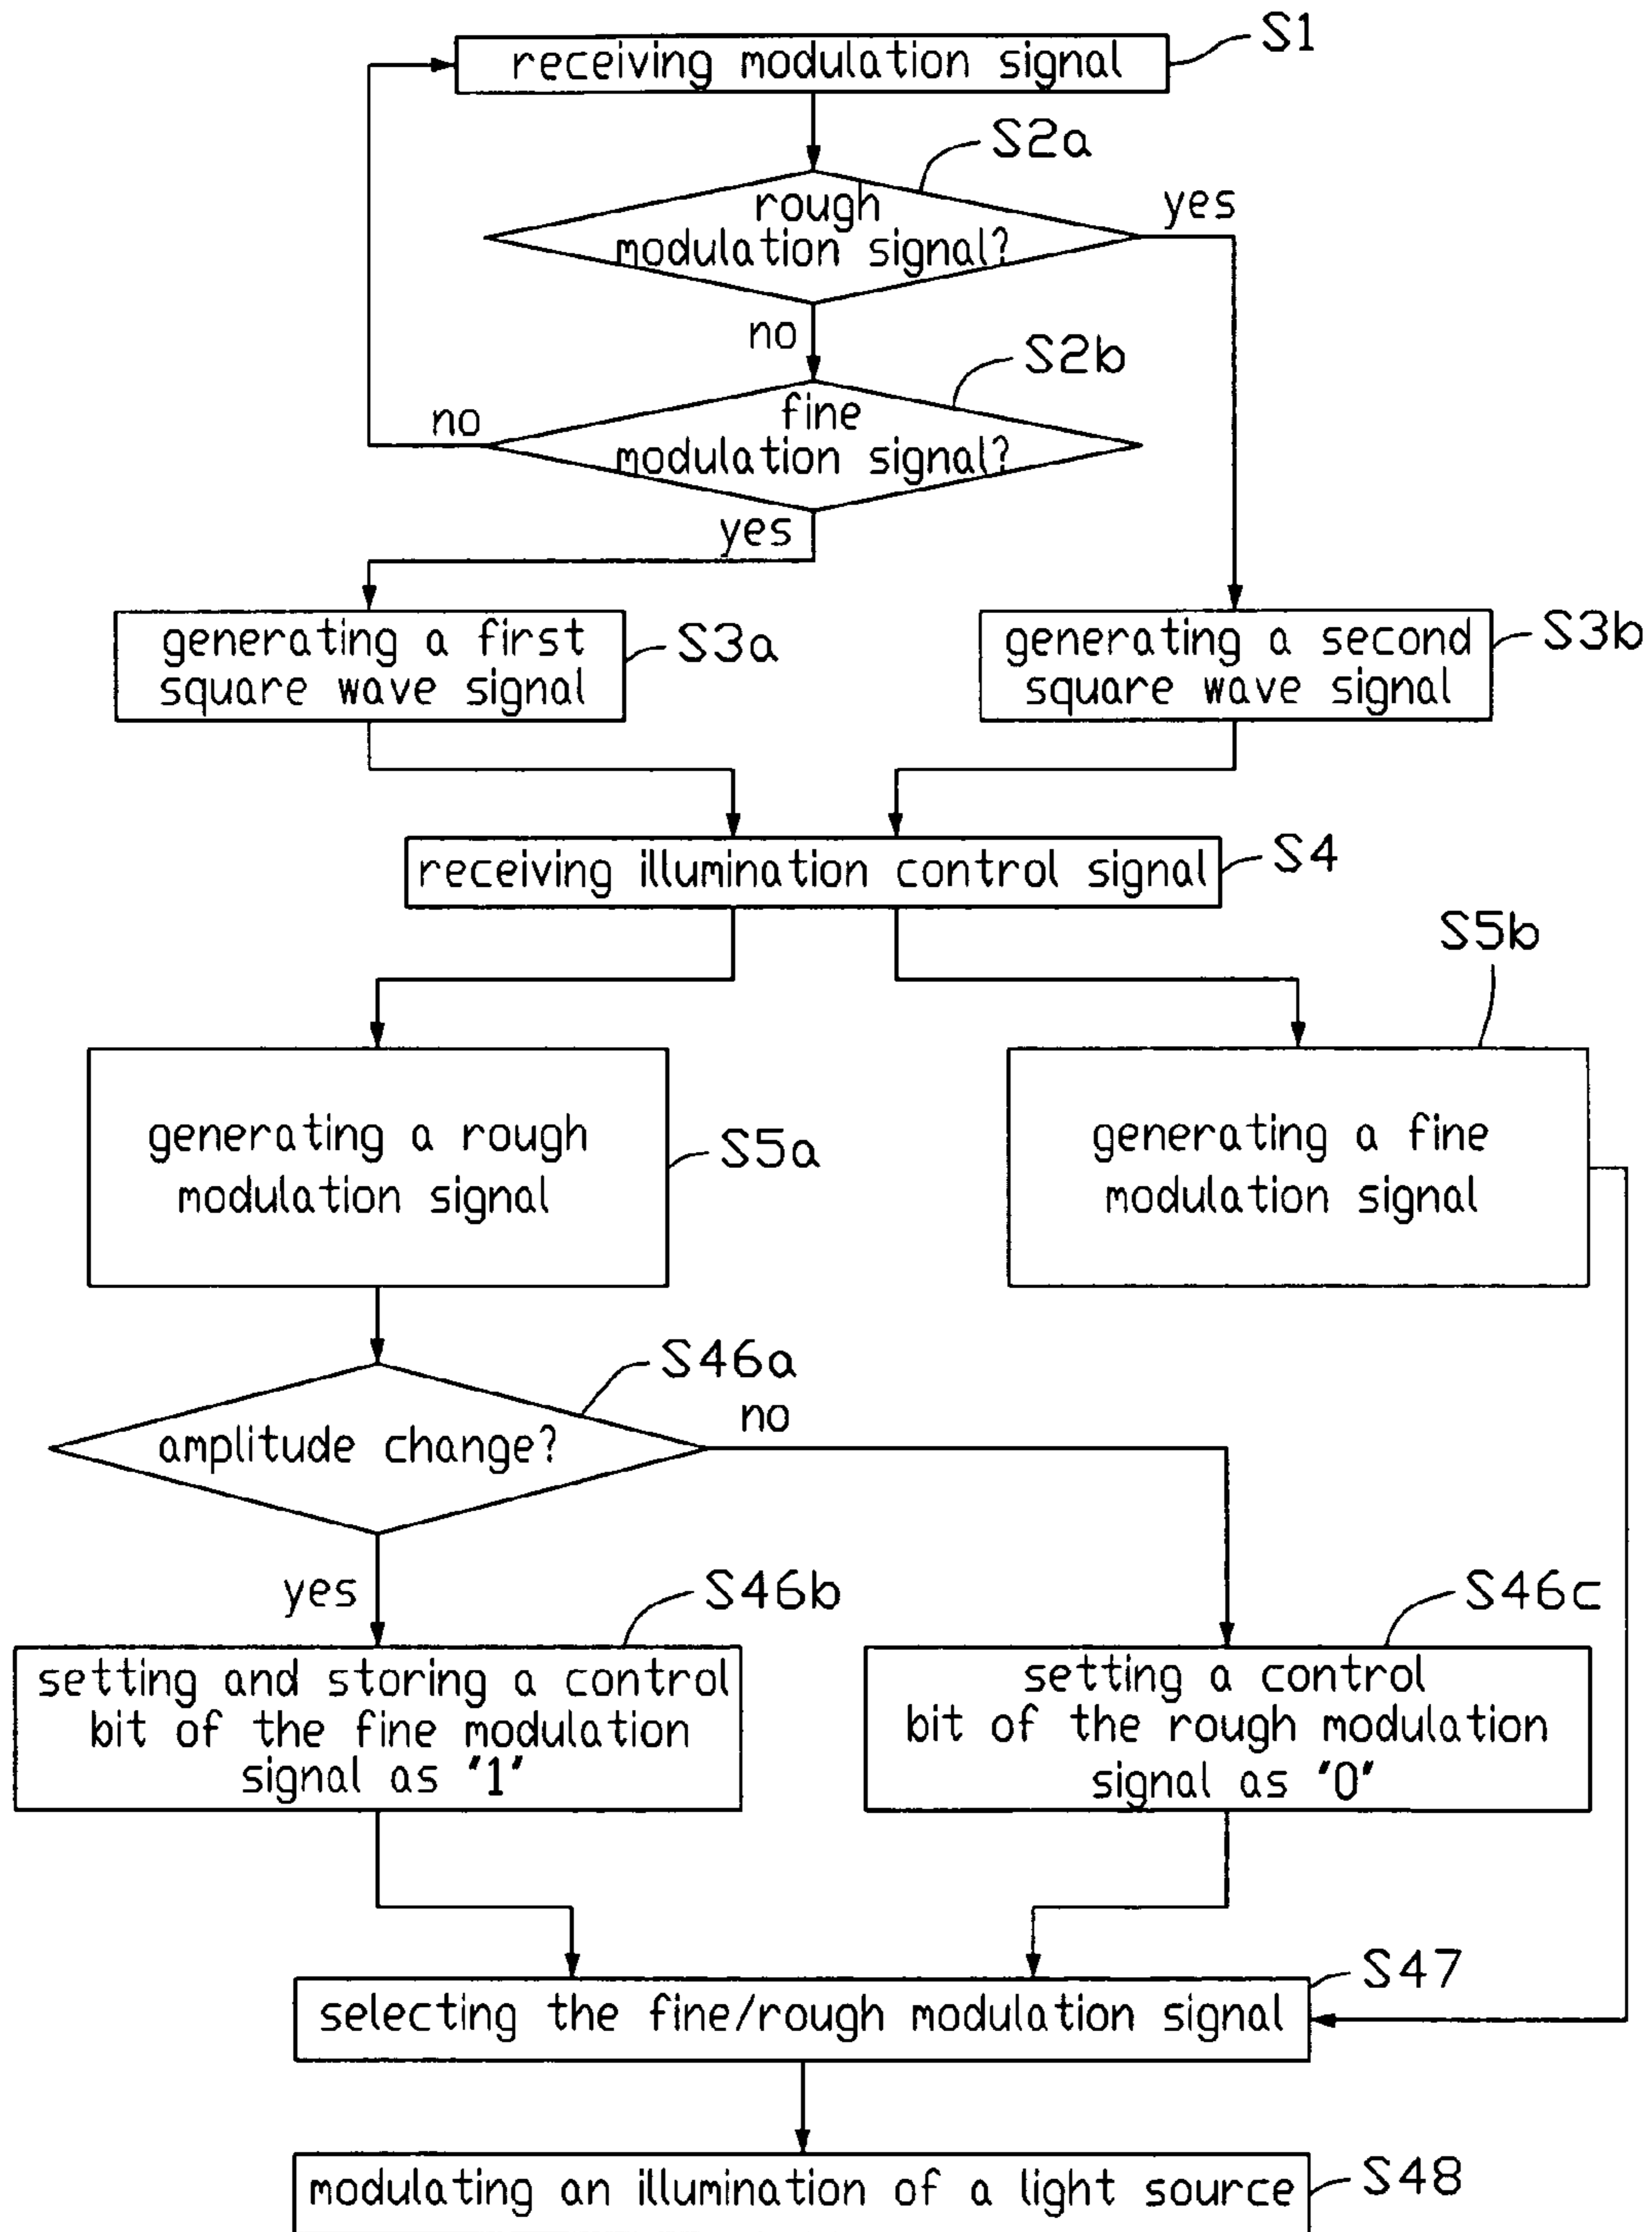 receiving modulation signal
S1
S2a
rough
modulation signal?
yes
no
S2b
fine
modulation signal?
no
yes
generating a first
square wave signal
S3a
generating a second
square wave signal
S3b
receiving illumination control signal
S4
S5b
generating a rough
modulation signal
S5a
generating a fine
modulation signal
S46a
amplitude change?
no
yes
S46b
S46c
setting and storing a control
bit of the fine modulation
signal as "1"
setting a control
bit of the rough modulation
signal as "0"
S47
selecting the fine/rough modulation signal
modulating an illumination of a light source
S48